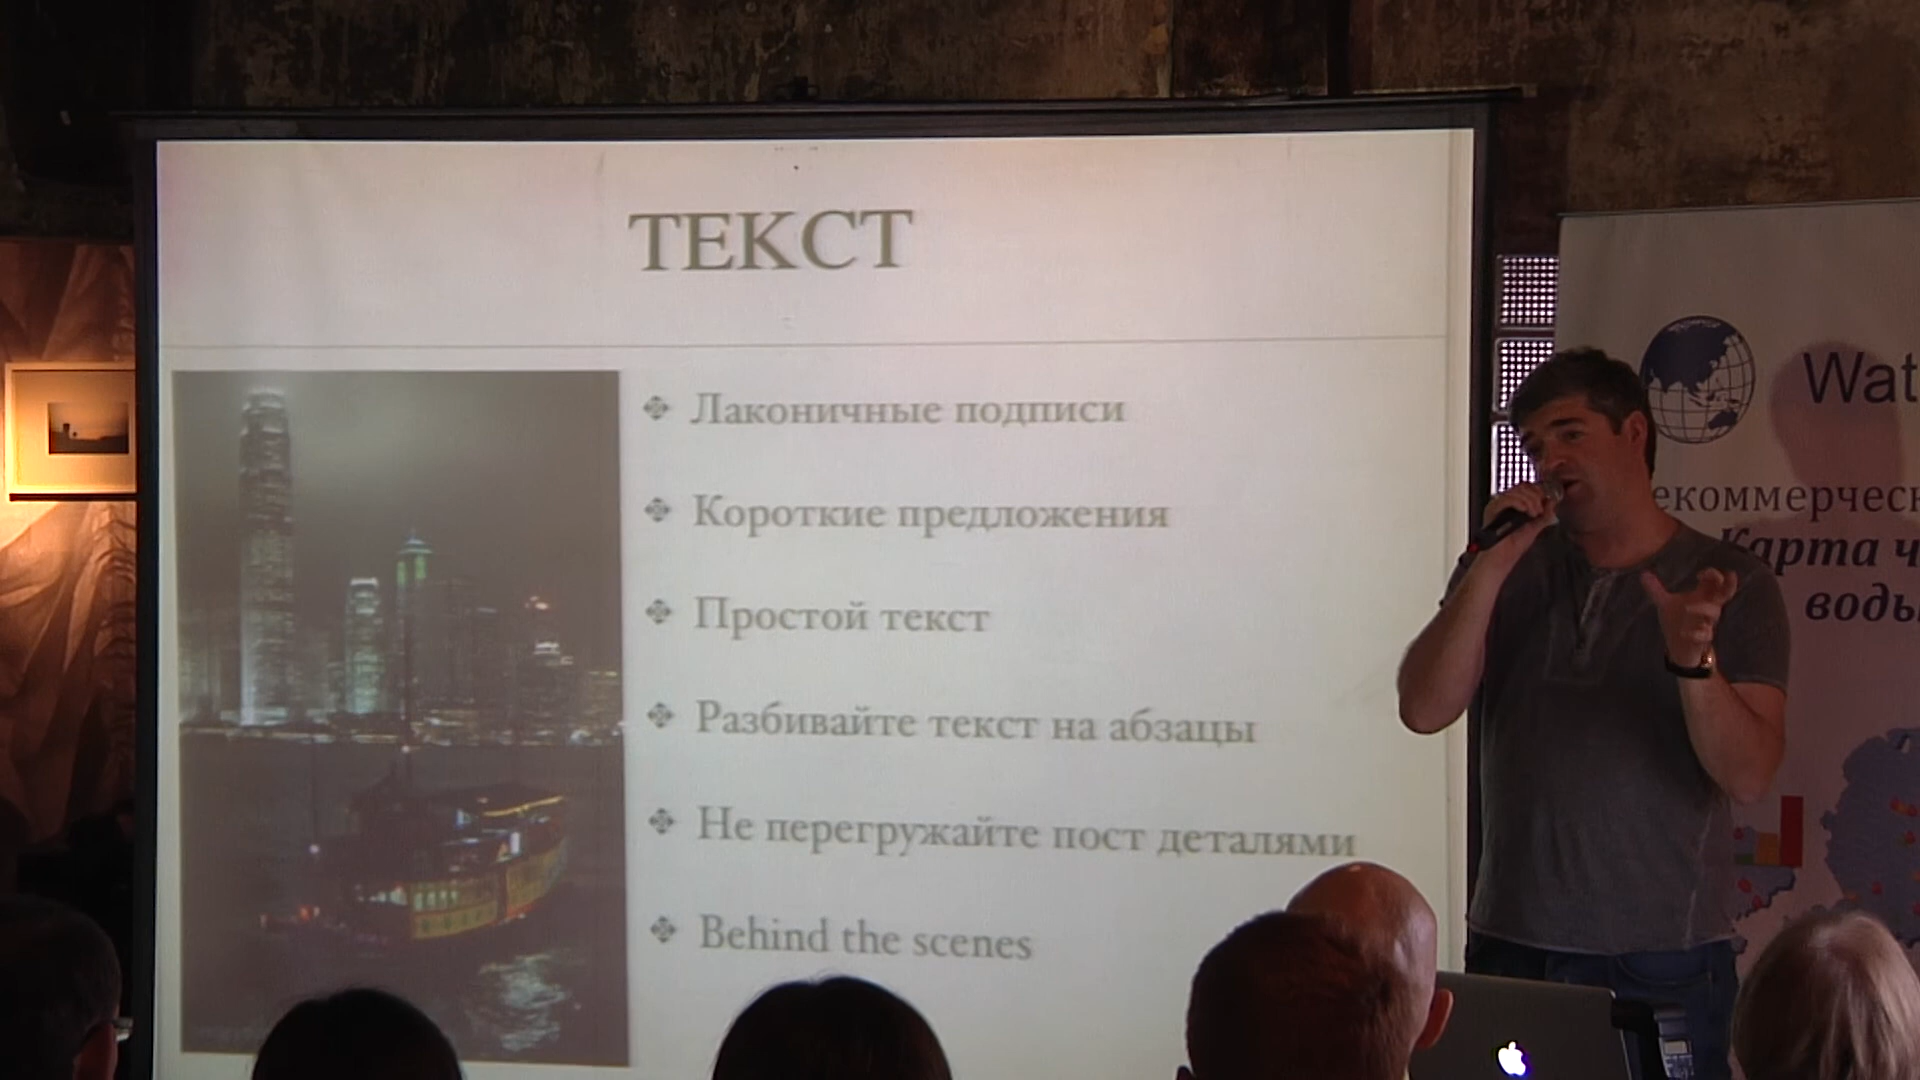 ТЕКСТ
Лаконичные подписи
Короткие предложения
Простой текст
Разбивайте текст на абзацы
Не перегружайте пост деталями
Behind the scenes
Wat
екоммерческ
Карта ч
воды